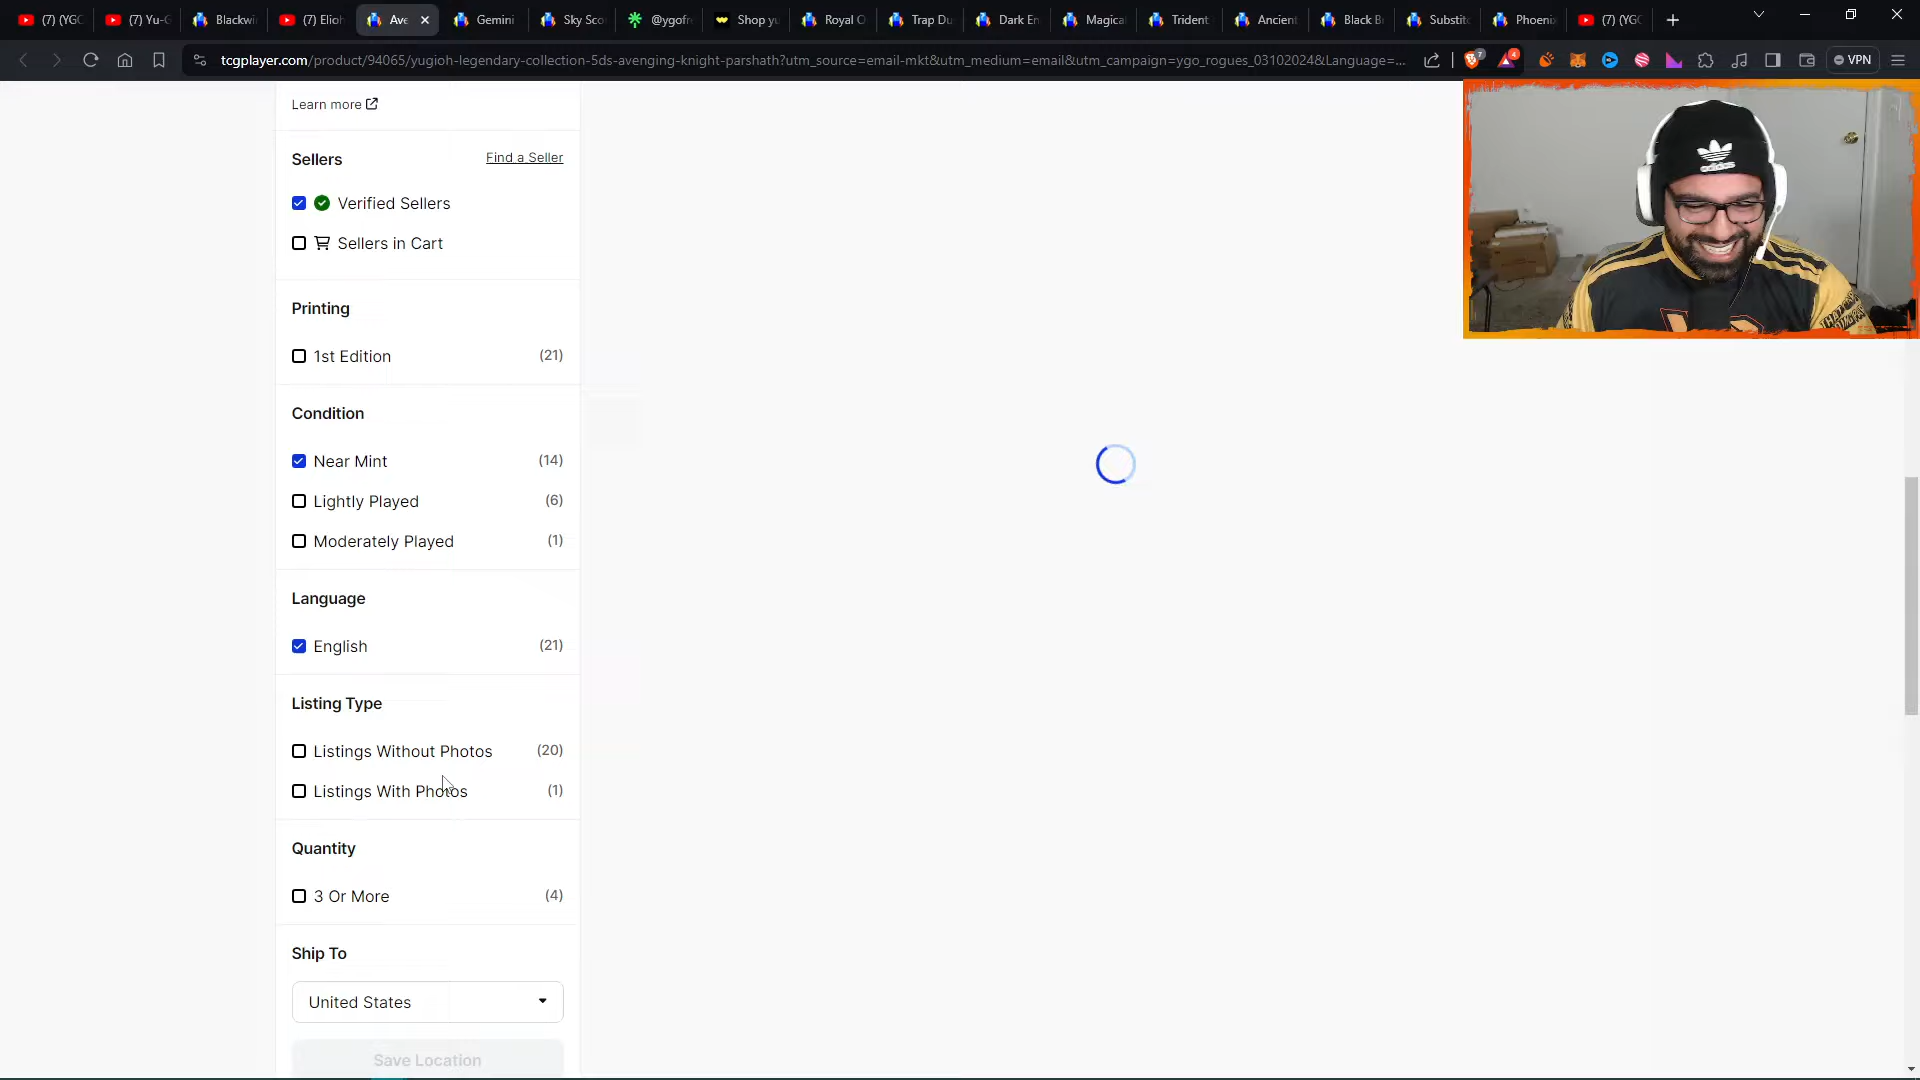 (7) (YGC
(7) Yu-G
Blackwi
(7) Elioh
Ave
Gemini
Sky Sco
@ygofr
Shop yu
Royal O
Trap Du
Dark En
Magica
Trident
Ancient
Black B
Substit
Phoenix
(7) (YGC
tcgplayer.com/product/94065/yugioh-legendary-collection-5ds-avenging-knight-parshath?utm_source=email-mkt&utm_medium=email&utm_campaign=ygo_rogues_03102024&Language=...
7
4
VPN
Learn more
Sellers
Find a Seller
Verified Sellers
Sellers in Cart
Printing
1st Edition (21)
Condition
Near Mint (14)
Lightly Played (6)
Moderately Played (1)
Language
English (21)
Listing Type
Listings Without Photos (20)
Listings With Photos (1)
Quantity
3 Or More (4)
Ship To
United States
Save Location
adidas